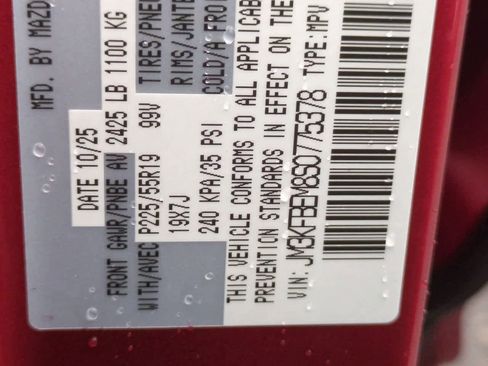 MFD. BY MAZD
DATE 10/25
FRONT GAWR/PNBE AV 2425 LB 1100 KG
WITH/AVEC P225/55R19 99V TIRES/PNE
19X7J RIMS/JANTE
240 KPA/35 PSI COLD/A FROI
THIS VEHICLE CONFORMS TO ALL APPLICAB
PREVENTION STANDARDS IN EFFECT ON THE
VIN: JM3KFBEM8S0775378 TYPE: MPV